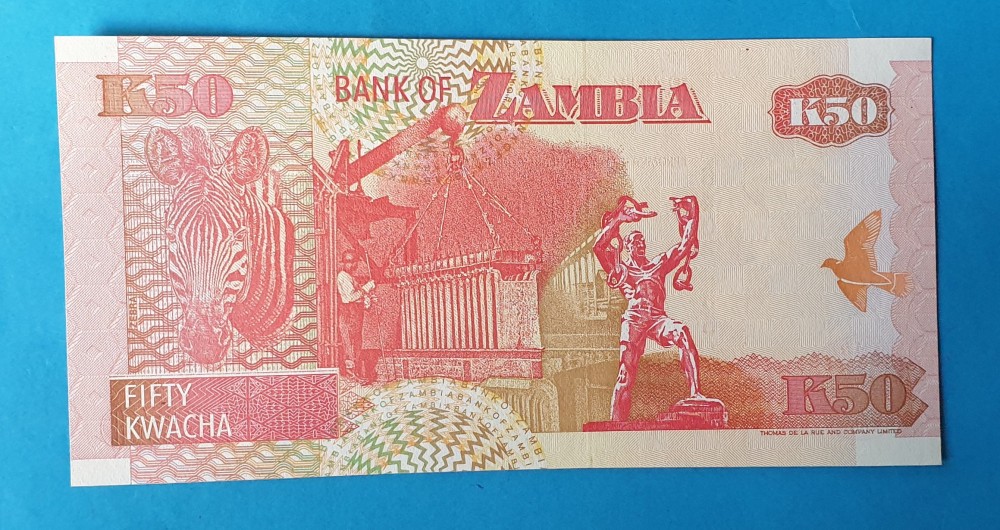 K50
BANK OF ZAMBIA
K50
ZEBRA
FIFTY
KWACHA
K50
THOMAS DE LA RUE AND COMPANY LIMITED